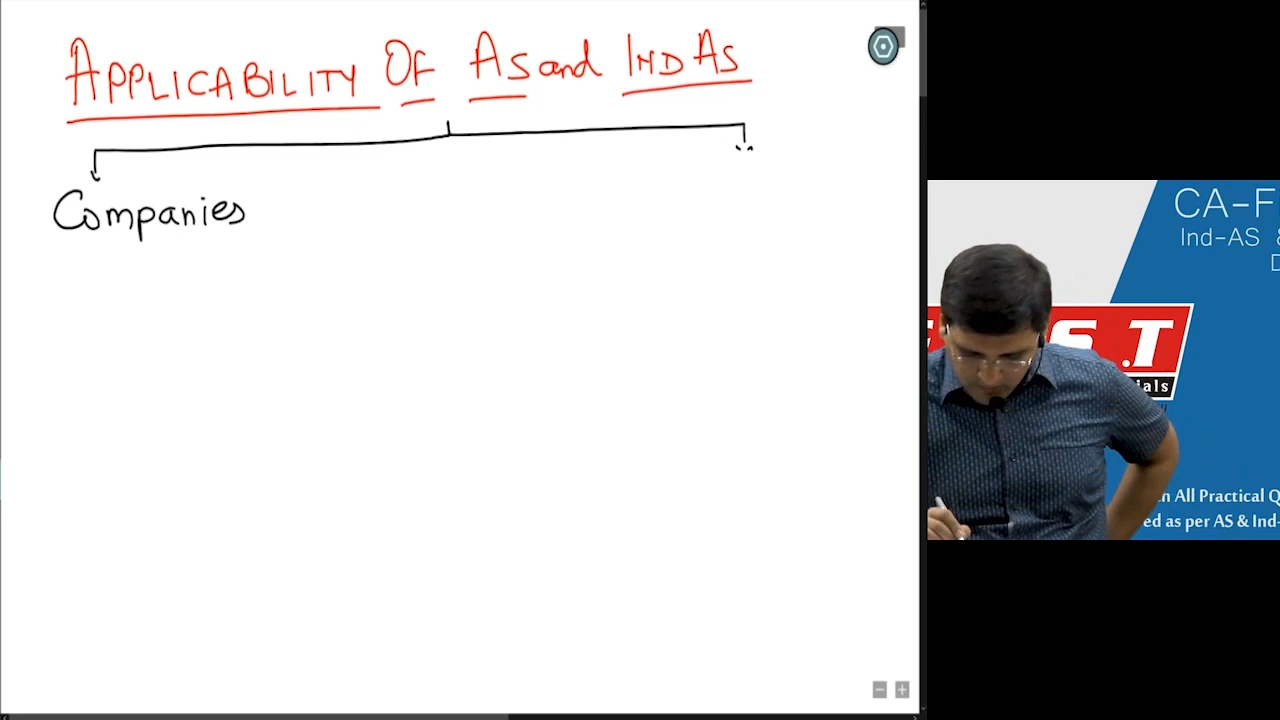 APPLICABILITY OF AS and IND AS
Companies
CA-F
Ind-AS &
D
S.T
ials
n All Practical Q
ed as per AS & Ind-